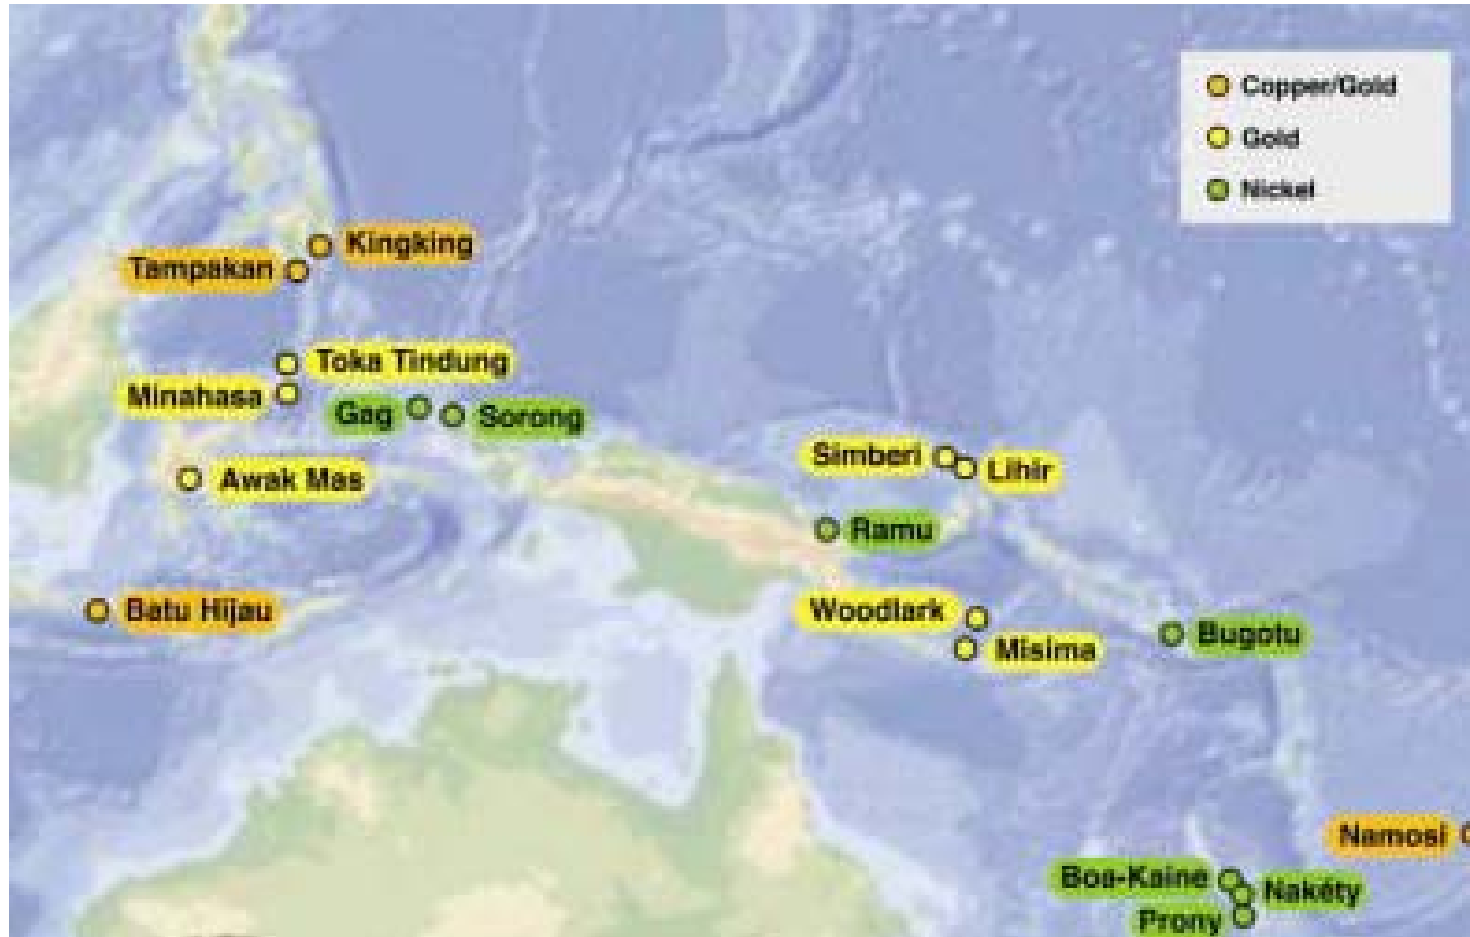 Copper/Gold
Gold
Nickel
Kingking
Tampakan
Toka Tindung
Minahasa
Gag
Sorong
Awak Mas
Simberi
Lihir
Ramu
Batu Hijau
Woodlark
Misima
Bugotu
Namosi
Boa-Kaine
Nakéty
Prony